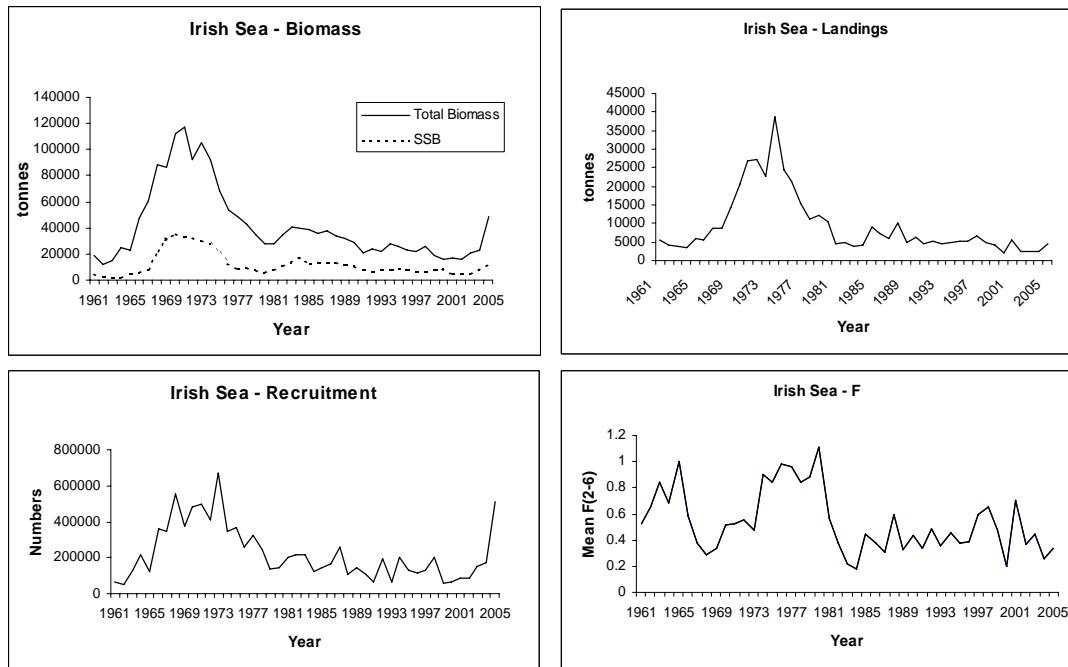 Irish Sea - Biomass
140000
120000
100000
80000
60000
40000
20000
0
tonnes
Total Biomass
SSB
1961 1965 1969 1973 1977 1981 1985 1989 1993 1997 2001 2005
Year
Irish Sea - Landings
45000
40000
35000
30000
25000
20000
15000
10000
5000
0
tonnes
1961 1965 1969 1973 1977 1981 1985 1989 1993 1997 2001 2005
Year
Irish Sea - Recruitment
800000
600000
400000
200000
0
Numbers
1961 1965 1969 1973 1977 1981 1985 1989 1993 1997 2001 2005
Year
Irish Sea - F
1.2
1
0.8
0.6
0.4
0.2
0
Mean F(2-6)
1961 1965 1969 1973 1977 1981 1985 1989 1993 1997 2001 2005
Year